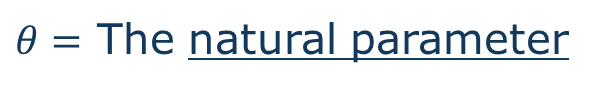 θ = The natural parameter